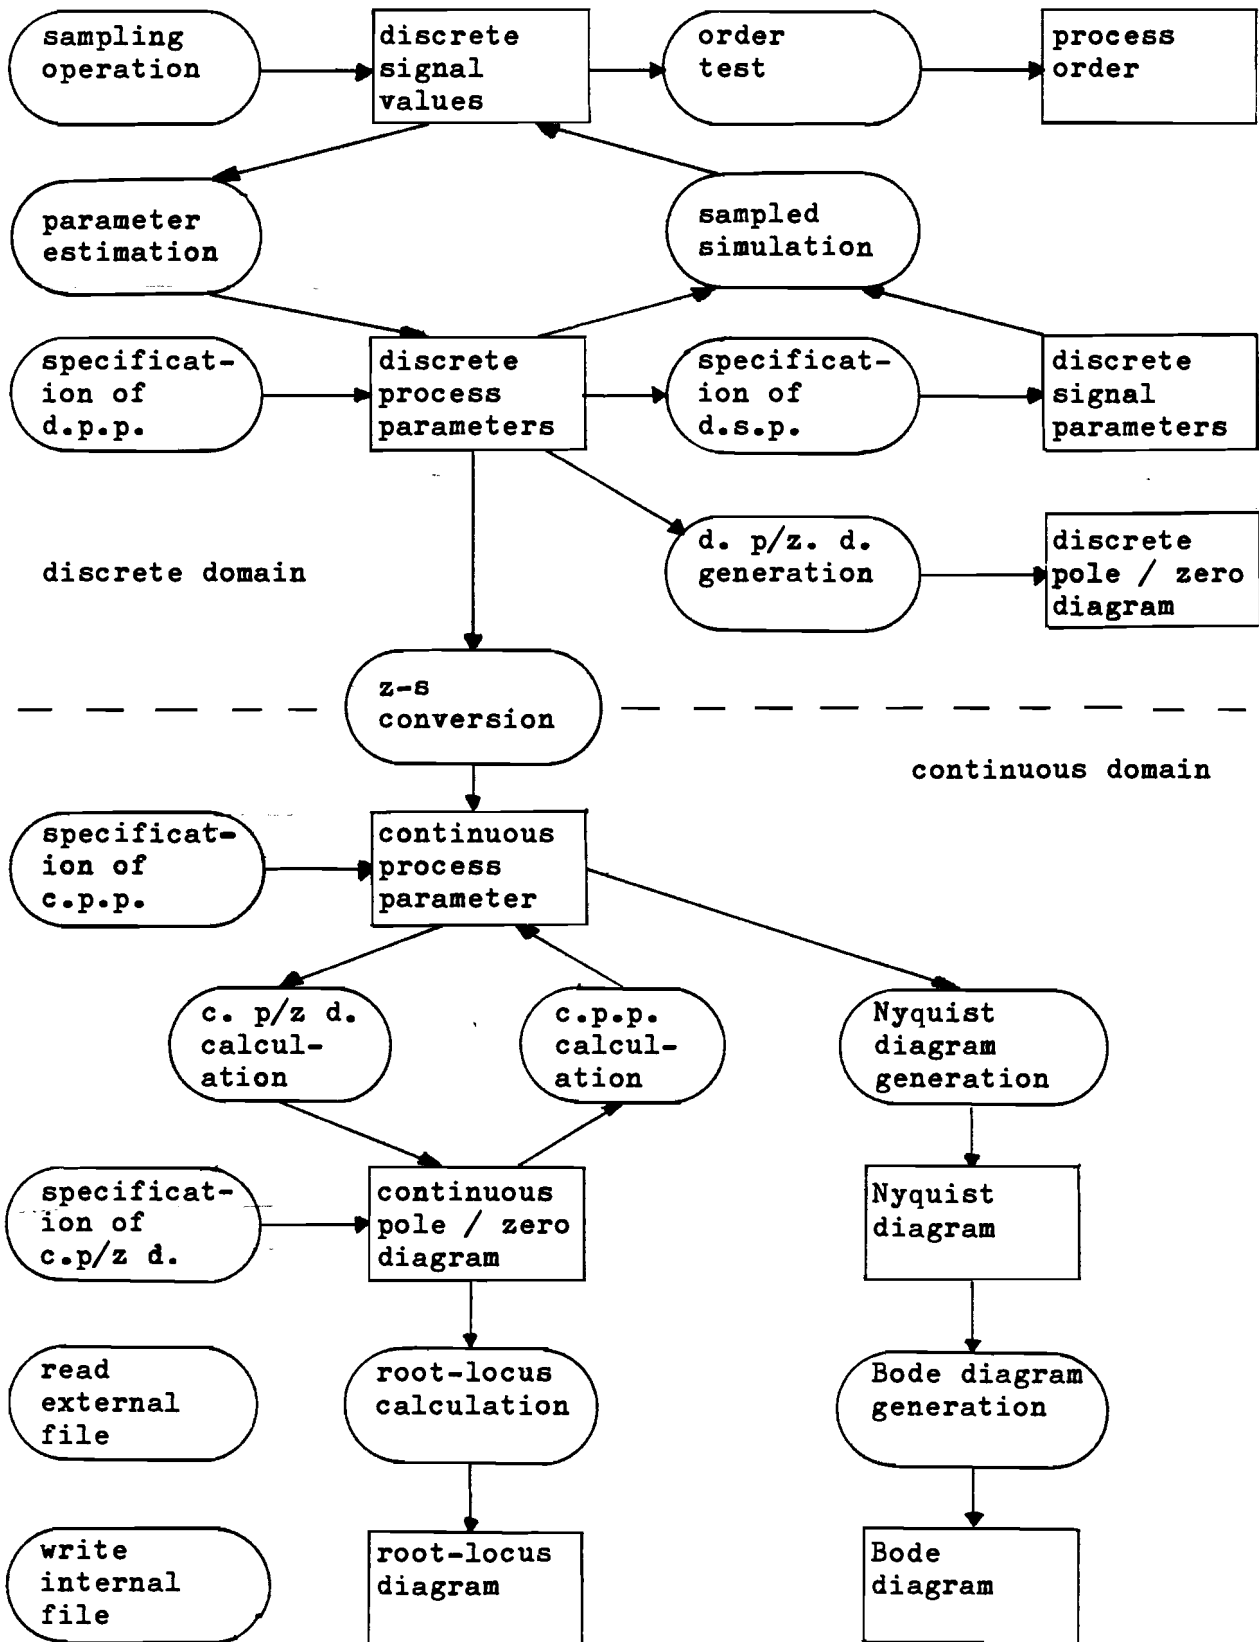 sampling
operation
discrete
signal
values
order
test
process
order
parameter
estimation
sampled
simulation
specificat-
ion of
d.p.p.
discrete
process
parameters
specificat-
ion of
d.s.p.
discrete
signal
parameters
discrete domain
d. p/z. d.
generation
discrete
pole / zero
diagram
z-s
conversion
continuous domain
specificat-
ion of
c.p.p.
continuous
process
parameter
c. p/z d.
calcul-
ation
c.p.p.
calcul-
ation
Nyquist
diagram
generation
specificat-
ion of
c.p/z d.
continuous
pole / zero
diagram
Nyquist
diagram
read
external
file
root-locus
calculation
Bode diagram
generation
write
internal
file
root-locus
diagram
Bode
diagram